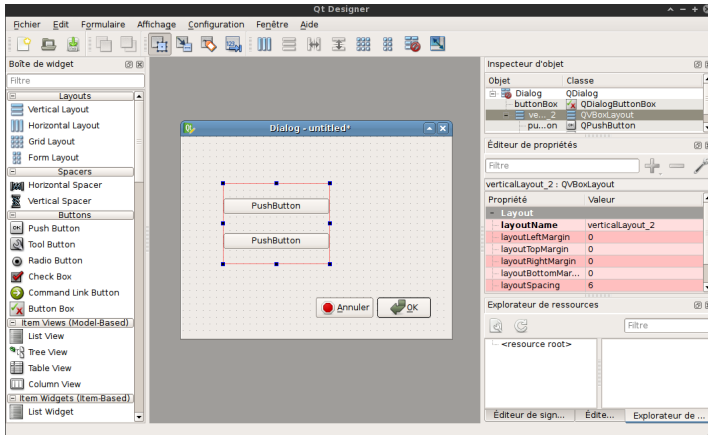 Qt Designer
Fichier Edit Formulaire Affichage Configuration Fenêtre Aide
Boîte de widget
Filtre
Layouts
Vertical Layout
Horizontal Layout
Grid Layout
Form Layout
Spacers
Horizontal Spacer
Vertical Spacer
Buttons
Push Button
Tool Button
Radio Button
Check Box
Command Link Button
Button Box
Item Views (Model-Based)
List View
Tree View
Table View
Column View
Item Widgets (Item-Based)
List Widget
Dialog - untitled*
PushButton
PushButton
Annuler
OK
Inspecteur d'objet
Objet Classe
Dialog QDialog
buttonBox QDialogButtonBox
ve..._2 QVBoxLayout
pu...on QPushButton
Éditeur de propriétés
Filtre
verticalLayout_2 : QVBoxLayout
Propriété Valeur
Layout
layoutName verticalLayout_2
layoutLeftMargin 0
layoutTopMargin 0
layoutRightMargin 0
layoutBottomMar... 0
layoutSpacing 6
Explorateur de ressources
Filtre
<resource root>
Éditeur de sign... Édite... Explorateur de ...